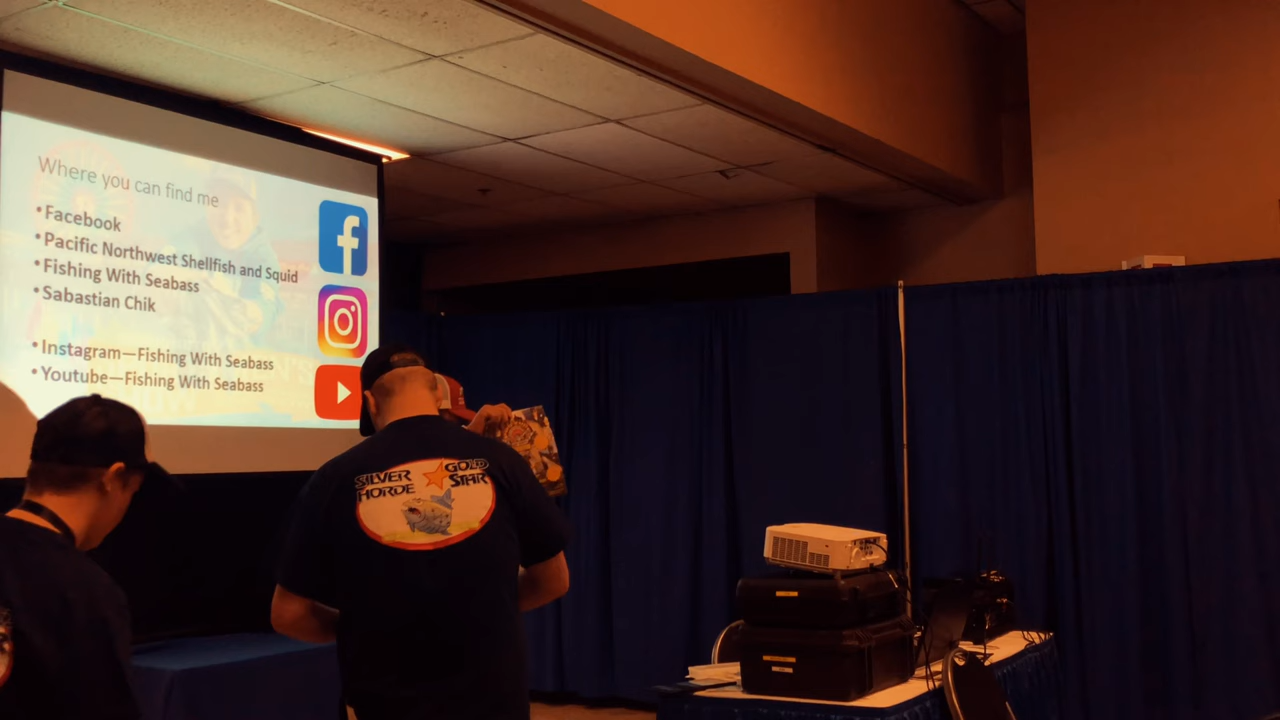 Where you can find me
•Facebook
•Pacific Northwest Shellfish and Squid
•Fishing With Seabass
•Sabastian Chik
•Instagram—Fishing With Seabass
•Youtube—Fishing With Seabass
SILVER HORDE
GOLD STAR